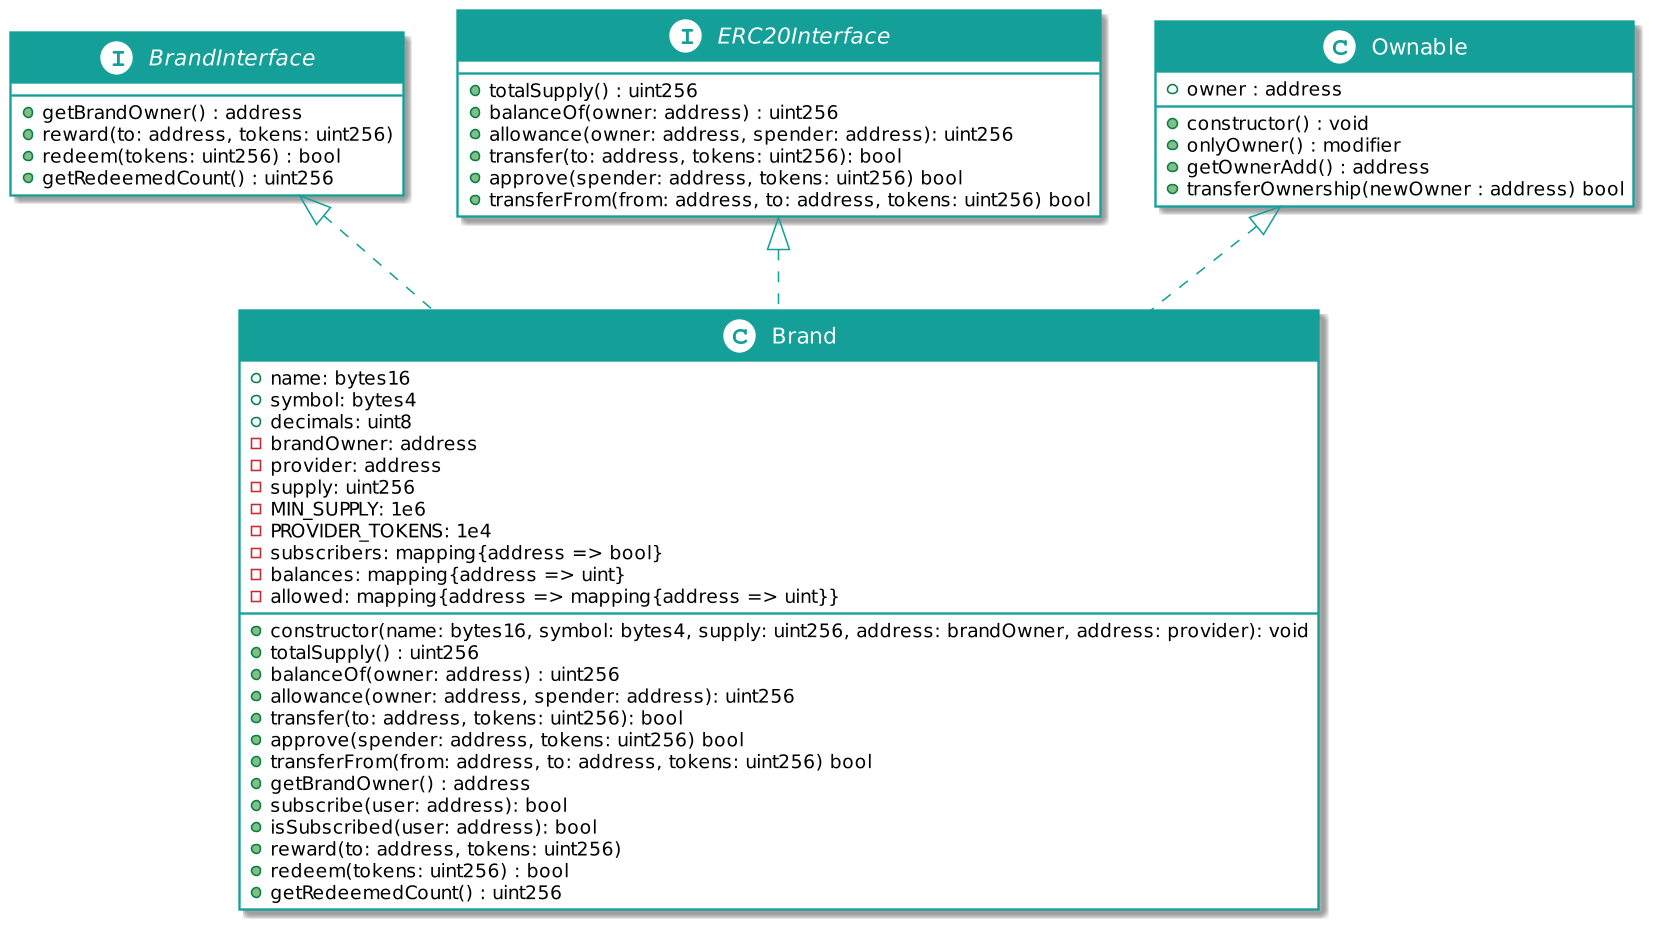 I BrandInterface
getBrandOwner() : address
reward(to: address, tokens: uint256)
redeem(tokens: uint256) : bool
getRedeemedCount() : uint256
I ERC20Interface
totalSupply() : uint256
balanceOf(owner: address) : uint256
allowance(owner: address, spender: address): uint256
transfer(to: address, tokens: uint256): bool
approve(spender: address, tokens: uint256) bool
transferFrom(from: address, to: address, tokens: uint256) bool
C Ownable
owner : address
constructor() : void
onlyOwner() : modifier
getOwnerAdd() : address
transferOwnership(newOwner : address) bool
C Brand
name: bytes16
symbol: bytes4
decimals: uint8
brandOwner: address
provider: address
supply: uint256
MIN_SUPPLY: 1e6
PROVIDER_TOKENS: 1e4
subscribers: mapping{address => bool}
balances: mapping{address => uint}
allowed: mapping{address => mapping{address => uint}}
constructor(name: bytes16, symbol: bytes4, supply: uint256, address: brandOwner, address: provider): void
totalSupply() : uint256
balanceOf(owner: address) : uint256
allowance(owner: address, spender: address): uint256
transfer(to: address, tokens: uint256): bool
approve(spender: address, tokens: uint256) bool
transferFrom(from: address, to: address, tokens: uint256) bool
getBrandOwner() : address
subscribe(user: address): bool
isSubscribed(user: address): bool
reward(to: address, tokens: uint256)
redeem(tokens: uint256) : bool
getRedeemedCount() : uint256